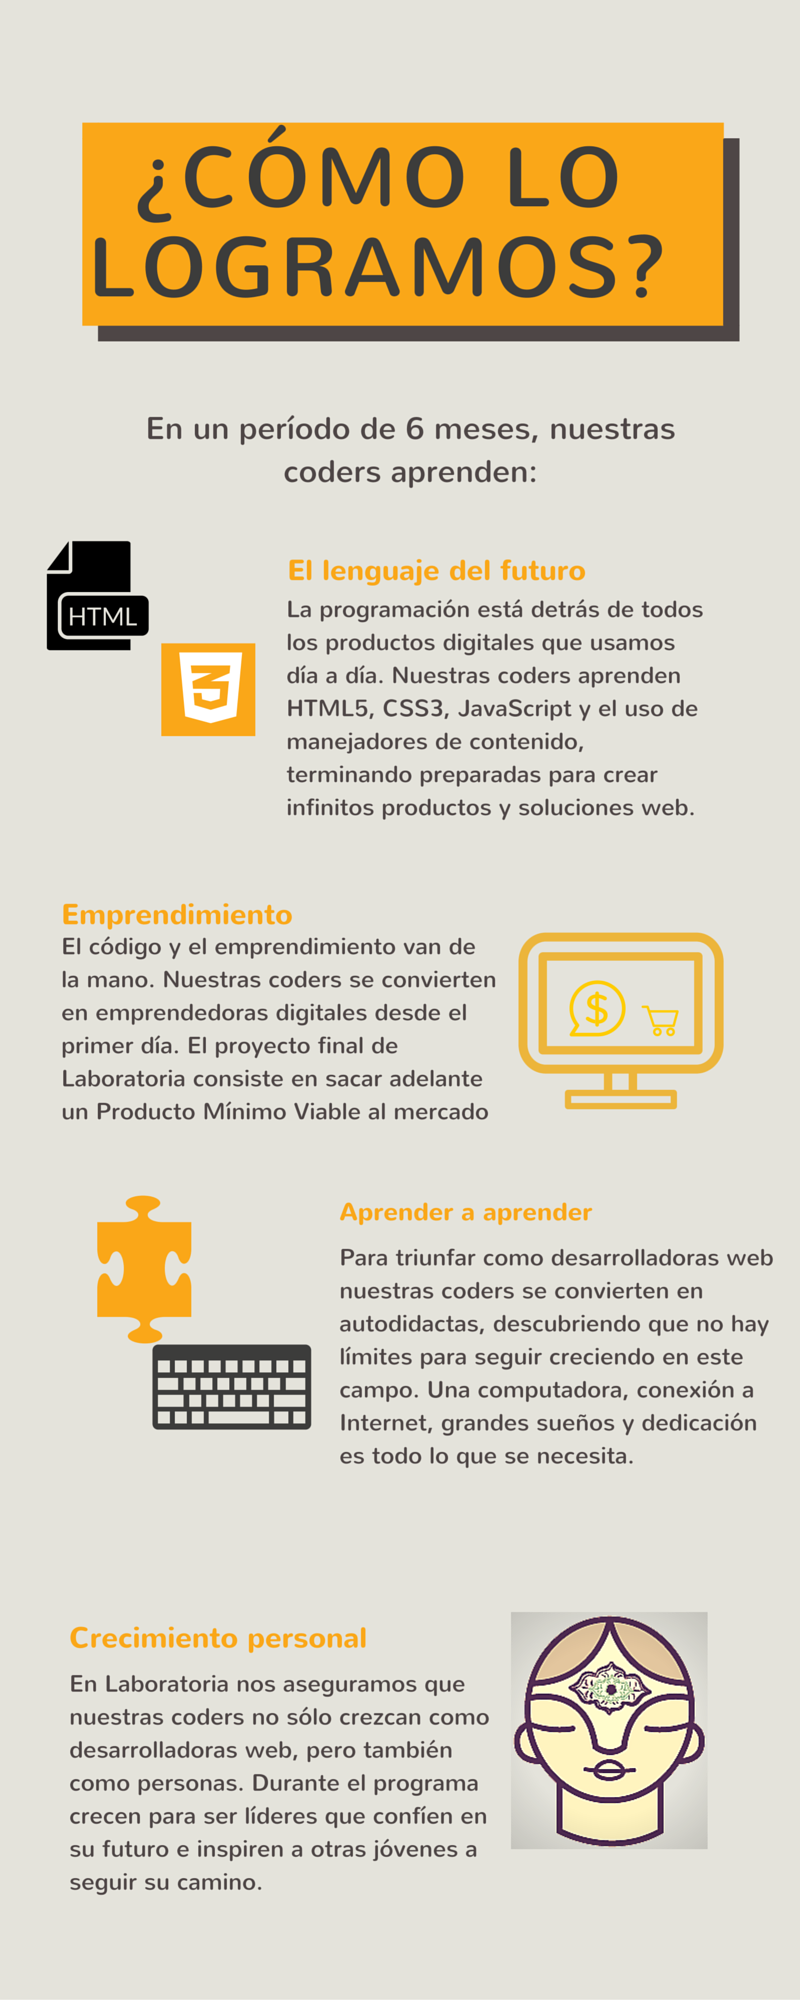 ¿CÓMO LO
LOGRAMOS?
En un período de 6 meses, nuestras
coders aprenden:
HTML
3
El lenguaje del futuro
La programación está detrás de todos
los productos digitales que usamos
día a día. Nuestras coders aprenden
HTML5, CSS3, JavaScript y el uso de
manejadores de contenido,
terminando preparadas para crear
infinitos productos y soluciones web.
Emprendimiento
El código y el emprendimiento van de
la mano. Nuestras coders se convierten
en emprendedoras digitales desde el
primer día. El proyecto final de
Laboratoria consiste en sacar adelante
un Producto Mínimo Viable al mercado
$
Aprender a aprender
Para triunfar como desarrolladoras web
nuestras coders se convierten en
autodidactas, descubriendo que no hay
límites para seguir creciendo en este
campo. Una computadora, conexión a
Internet, grandes sueños y dedicación
es todo lo que se necesita.
Crecimiento personal
En Laboratoria nos aseguramos que
nuestras coders no sólo crezcan como
desarrolladoras web, pero también
como personas. Durante el programa
crecen para ser líderes que confíen en
su futuro e inspiren a otras jóvenes a
seguir su camino.